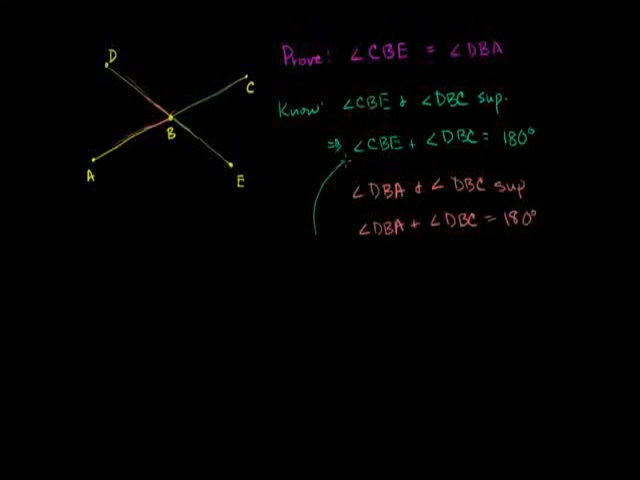 D
C
B
A
E
Prove: ∠CBE = ∠DBA
Know: ∠CBE & ∠DBC sup.
⇒ ∠CBE + ∠DBC = 180°
∠DBA & ∠DBC sup
∠DBA + ∠DBC = 180°